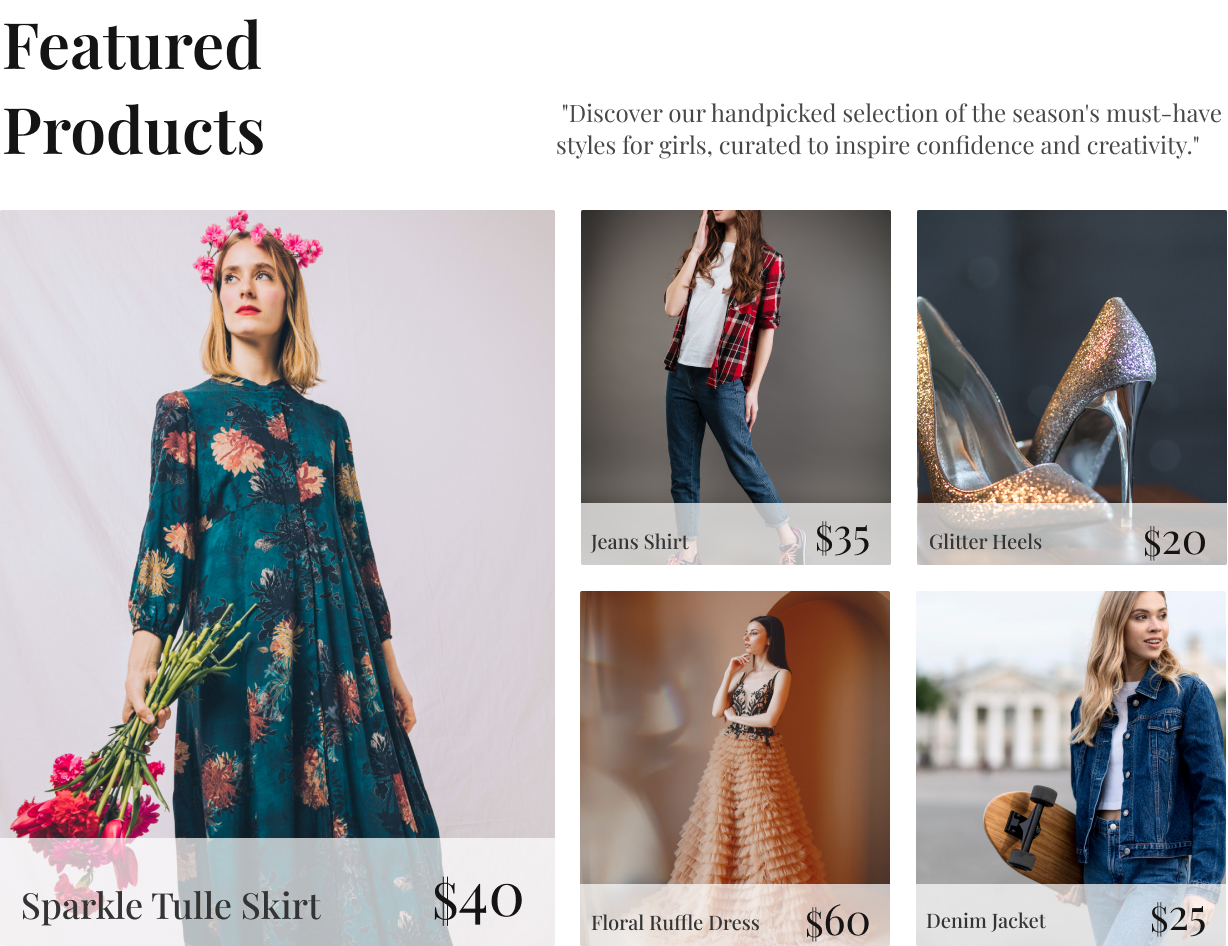 Featured
Products
"Discover our handpicked selection of the season's must-have
styles for girls, curated to inspire confidence and creativity."
Jeans Shirt $35
Glitter Heels $20
Sparkle Tulle Skirt $40
Floral Ruffle Dress $60
Denim Jacket $25